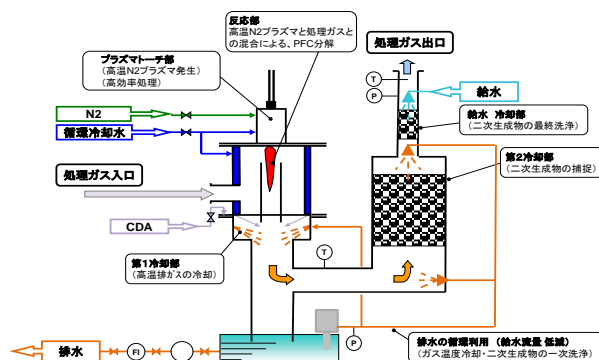 反応部
高温N2プラズマと処理ガスと
の混合による、PFC分解
プラズマトーチ部
(高温N2プラズマ発生)
(高効率処理)
処理ガス出口
T
P
給水
給水 冷却部
(二次生成物の最終洗浄)
N2
循環冷却水
第2冷却部
(二次生成物の捕捉)
処理ガス入口
CDA
第1冷却部
(高温排ガスの冷却)
T
排水
FI
P
排水の循環利用 (給水流量 低減)
(ガス温度冷却・二次生成物の一次洗浄)